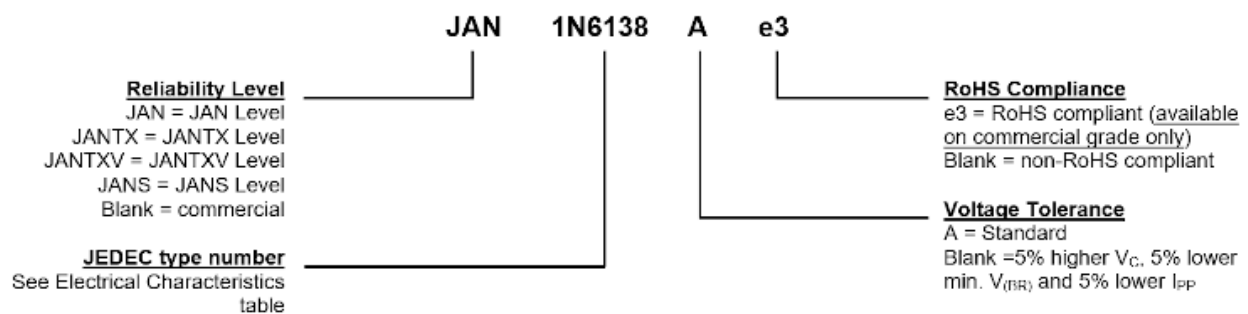 JAN 1N6138 A e3
Reliability Level
JAN = JAN Level
JANTX = JANTX Level
JANTXV = JANTXV Level
JANS = JANS Level
Blank = commercial
JEDEC type number
See Electrical Characteristics
table
RoHS Compliance
e3 = RoHS compliant (available
on commercial grade only)
Blank = non-RoHS compliant
Voltage Tolerance
A = Standard
Blank =5% higher VC, 5% lower
min. V(BR) and 5% lower IPP